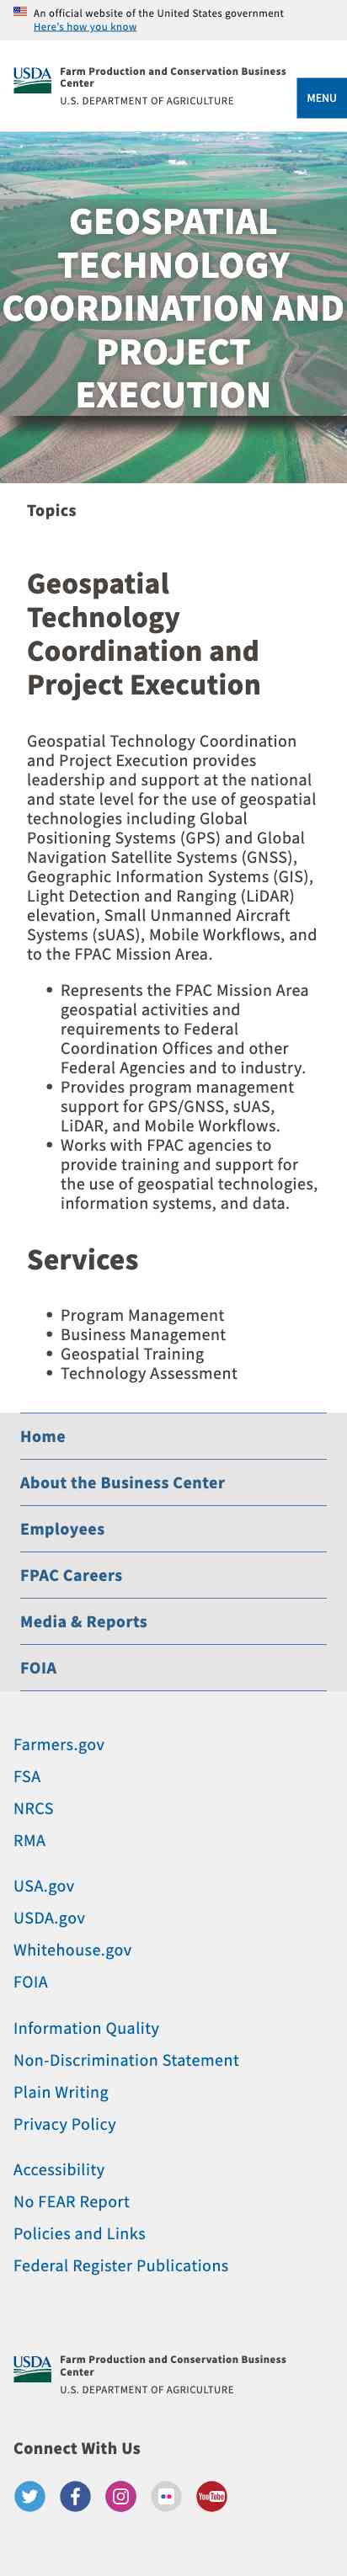 An official website of the United States government
Here's how you know
USDA
Farm Production and Conservation Business
Center
U.S. DEPARTMENT OF AGRICULTURE
MENU
GEOSPATIAL
TECHNOLOGY
COORDINATION AND
PROJECT
EXECUTION
Topics
Geospatial
Technology
Coordination and
Project Execution
Geospatial Technology Coordination
and Project Execution provides
leadership and support at the national
and state level for the use of geospatial
technologies including Global
Positioning Systems (GPS) and Global
Navigation Satellite Systems (GNSS),
Geographic Information Systems (GIS),
Light Detection and Ranging (LiDAR)
elevation, Small Unmanned Aircraft
Systems (sUAS), Mobile Workflows, and
to the FPAC Mission Area.
• Represents the FPAC Mission Area
geospatial activities and
requirements to Federal
Coordination Offices and other
Federal Agencies and to industry.
• Provides program management
support for GPS/GNSS, sUAS,
LiDAR, and Mobile Workflows.
• Works with FPAC agencies to
provide training and support for
the use of geospatial technologies,
information systems, and data.
Services
• Program Management
• Business Management
• Geospatial Training
• Technology Assessment
Home
About the Business Center
Employees
FPAC Careers
Media & Reports
FOIA
Farmers.gov
FSA
NRCS
RMA
USA.gov
USDA.gov
Whitehouse.gov
FOIA
Information Quality
Non-Discrimination Statement
Plain Writing
Privacy Policy
Accessibility
No FEAR Report
Policies and Links
Federal Register Publications
USDA
Farm Production and Conservation Business
Center
U.S. DEPARTMENT OF AGRICULTURE
Connect With Us
YouTube